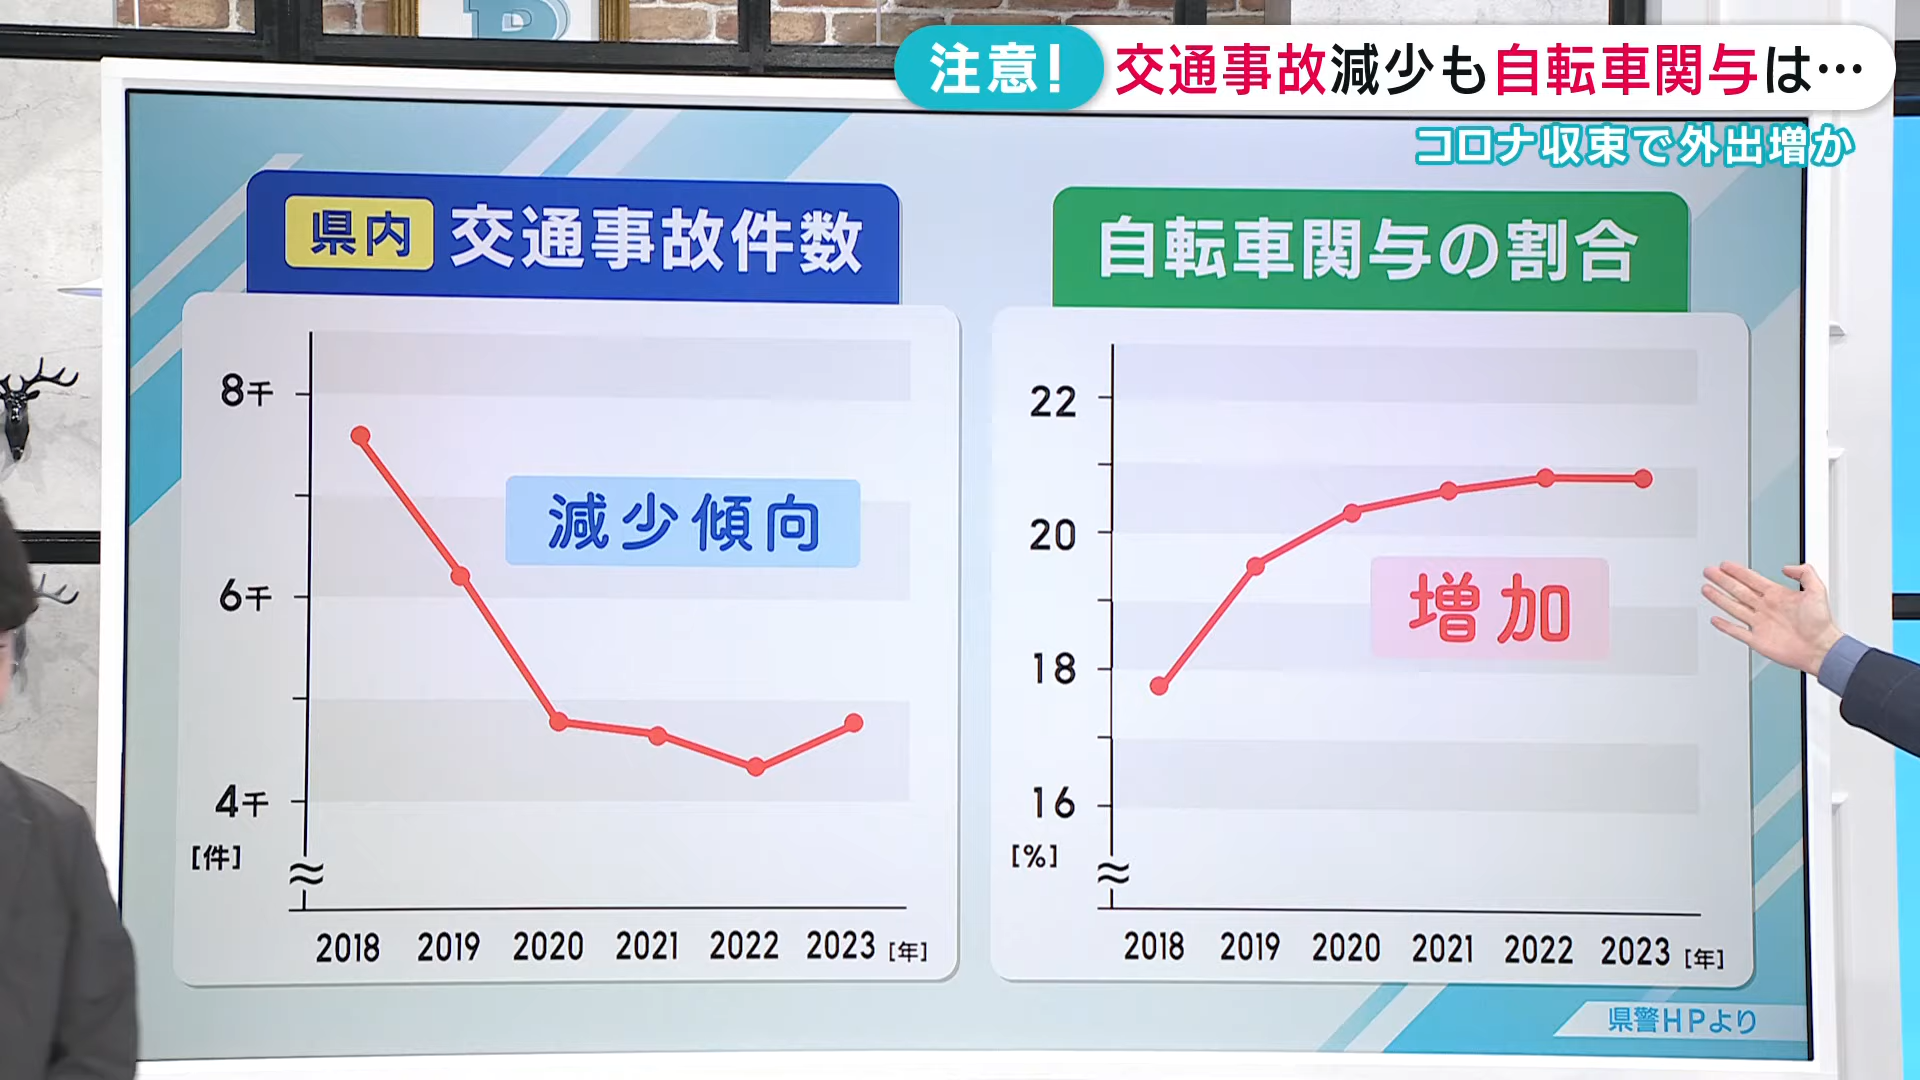 注意! 交通事故減少も自転車関与は…
コロナ収束で外出増か
県内 交通事故件数
8千
6千
4千
[件]
減少傾向
2018 2019 2020 2021 2022 2023 [年]
自転車関与の割合
22
20
18
16
[%]
増加
2018 2019 2020 2021 2022 2023 [年]
県警HPより